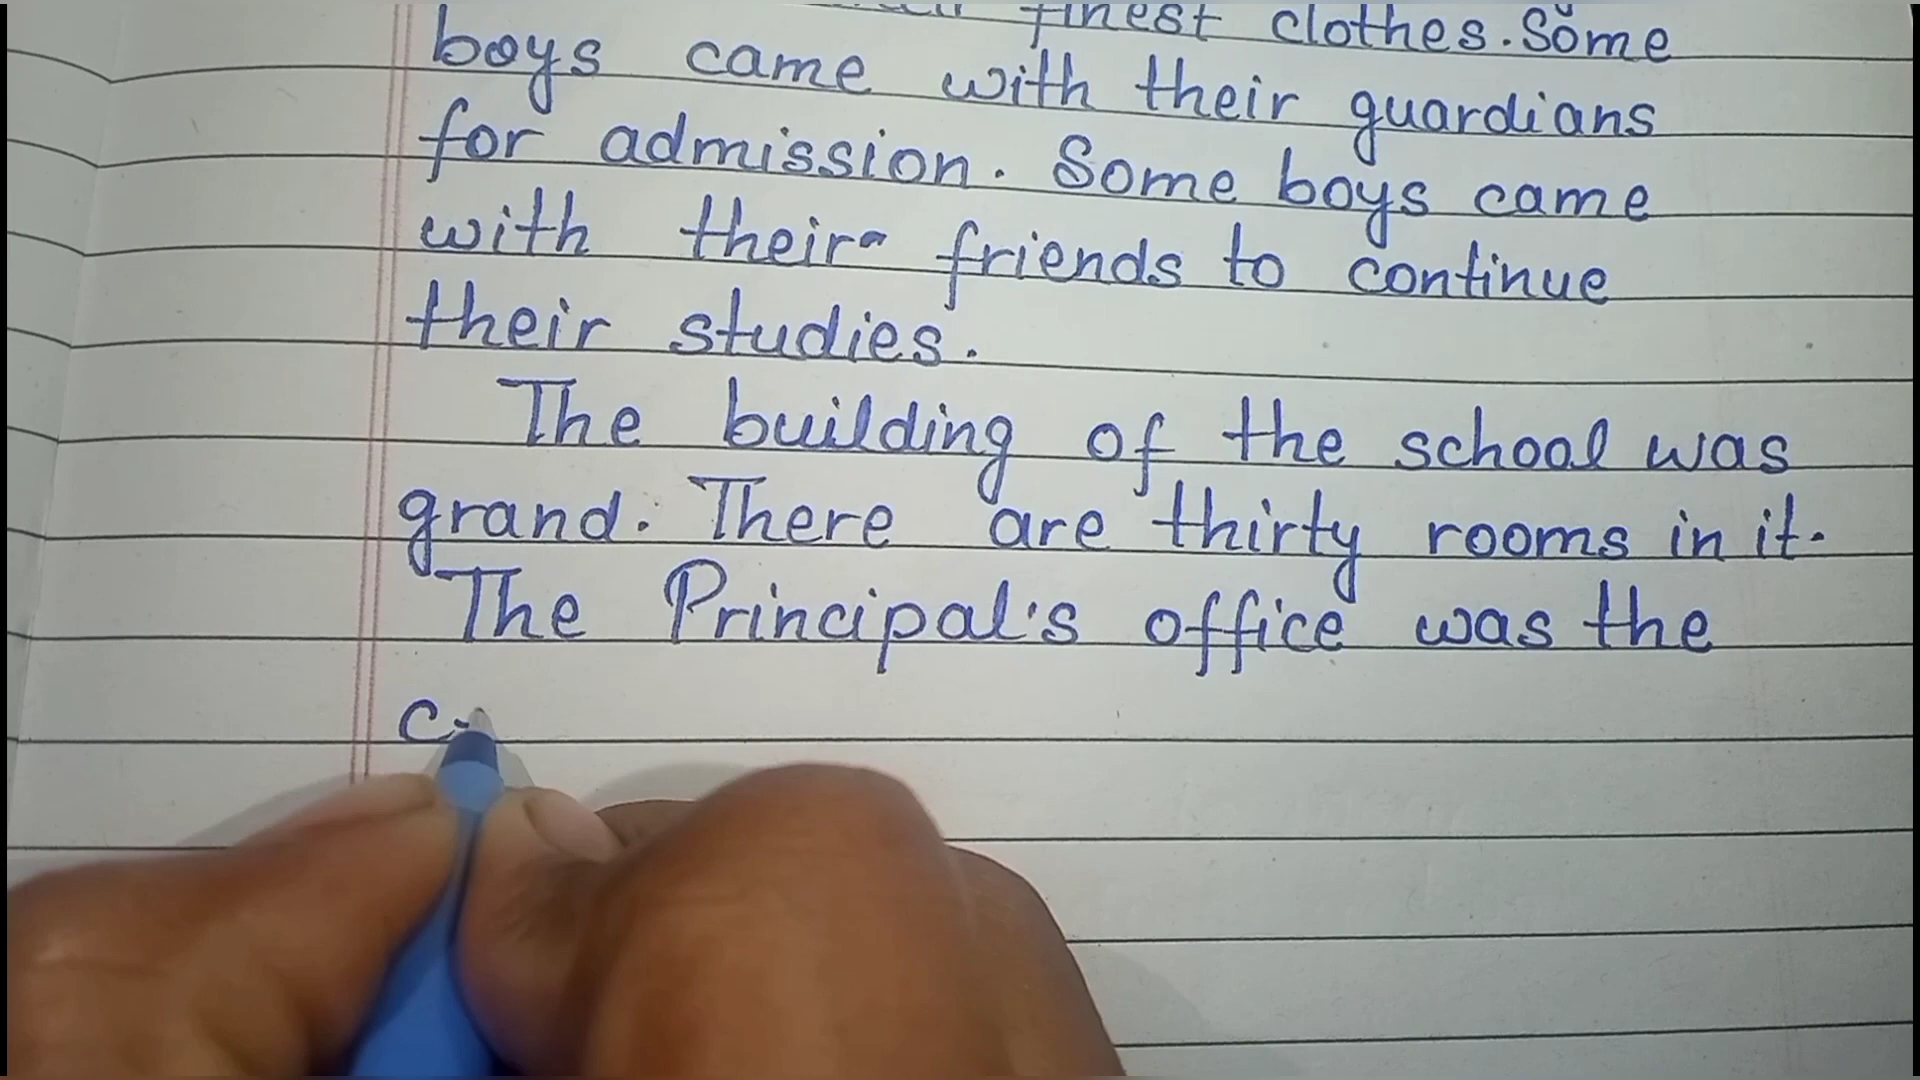 finest clothes. Some
boys came with their guardians
for admission. Some boys came
with their friends to continue
their studies.
The building of the school was
grand. There are thirty rooms in it.
The Principal's office was the